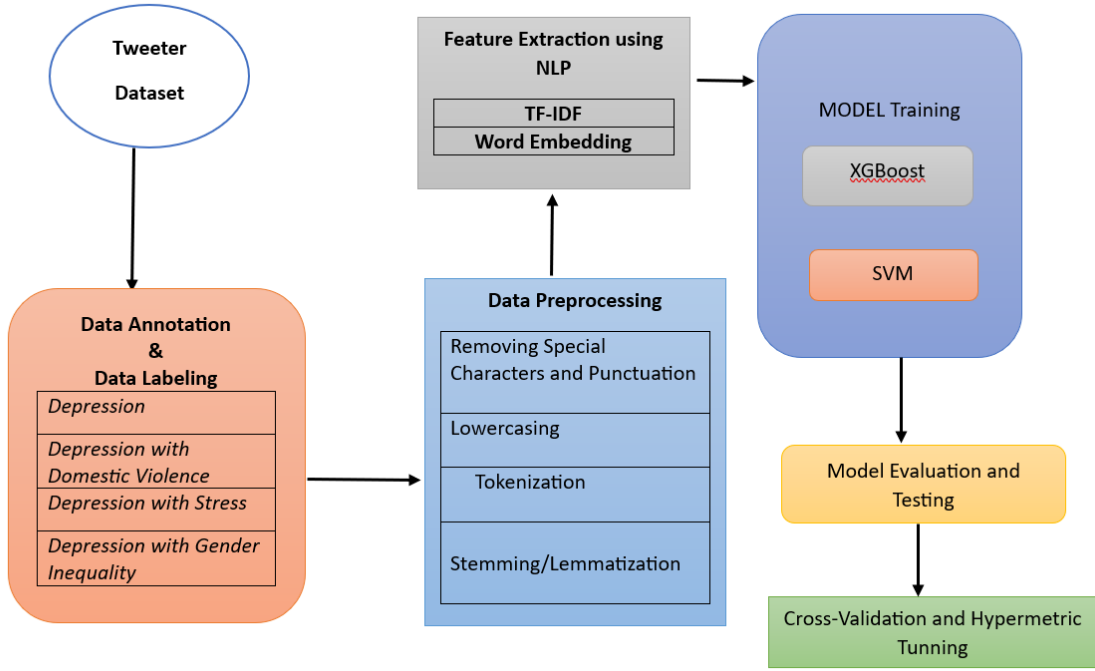 Tweeter
Dataset
Data Annotation
&
Data Labeling
Depression
Depression with
Domestic Violence
Depression with Stress
Depression with Gender
Inequality
Data Preprocessing
Removing Special
Characters and Punctuation
Lowercasing
Tokenization
Stemming/Lemmatization
Feature Extraction using
NLP
TF-IDF
Word Embedding
MODEL Training
XGBoost
SVM
Model Evaluation and
Testing
Cross-Validation and Hypermetric
Tunning